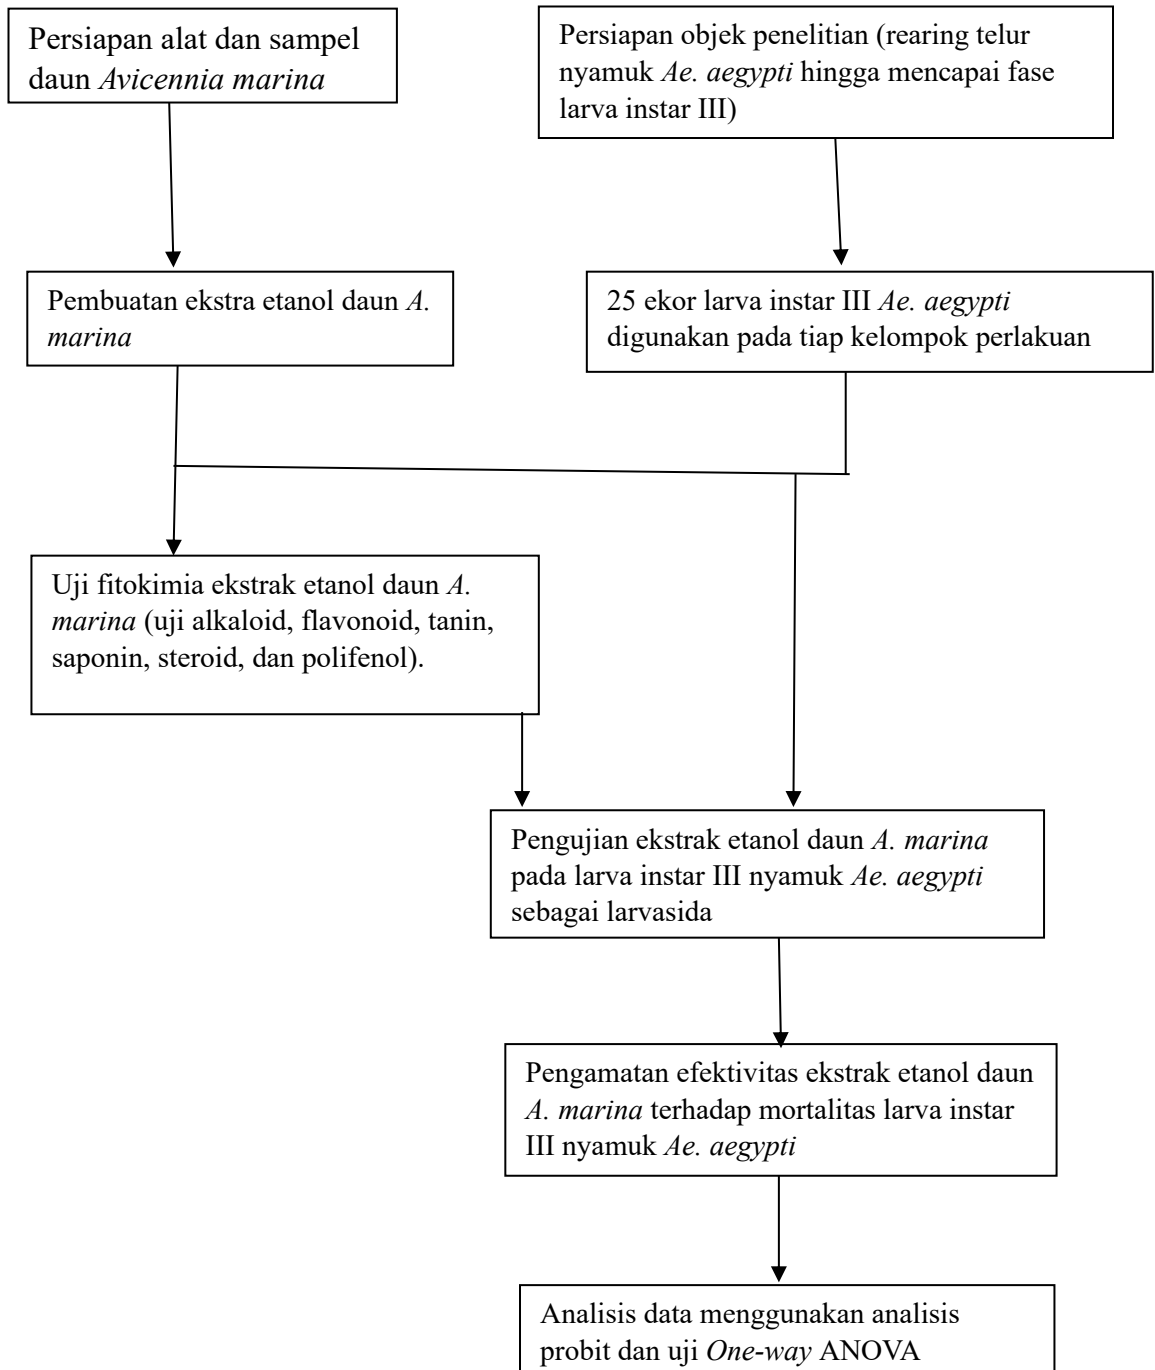 Persiapan alat dan sampel
daun Avicennia marina
Persiapan objek penelitian (rearing telur
nyamuk Ae. aegypti hingga mencapai fase
larva instar III)
Pembuatan ekstra etanol daun A.
marina
25 ekor larva instar III Ae. aegypti
digunakan pada tiap kelompok perlakuan
Uji fitokimia ekstrak etanol daun A.
marina (uji alkaloid, flavonoid, tanin,
saponin, steroid, dan polifenol).
Pengujian ekstrak etanol daun A. marina
pada larva instar III nyamuk Ae. aegypti
sebagai larvasida
Pengamatan efektivitas ekstrak etanol daun
A. marina terhadap mortalitas larva instar
III nyamuk Ae. aegypti
Analisis data menggunakan analisis
probit dan uji One-way ANOVA